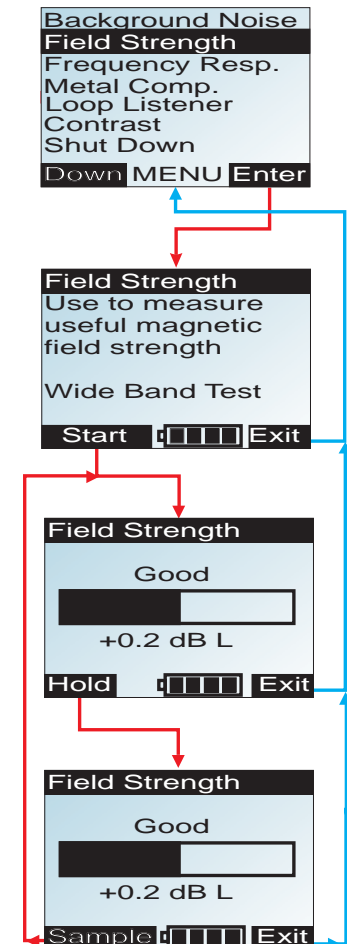 Background Noise
Field Strength
Frequency Resp.
Metal Comp.
Loop Listener
Contrast
Shut Down
Down MENU Enter
Field Strength
Use to measure
useful magnetic
field strength
Wide Band Test
Start Exit
Field Strength
Good
+0.2 dB L
Hold Exit
Field Strength
Good
+0.2 dB L
Sample Exit